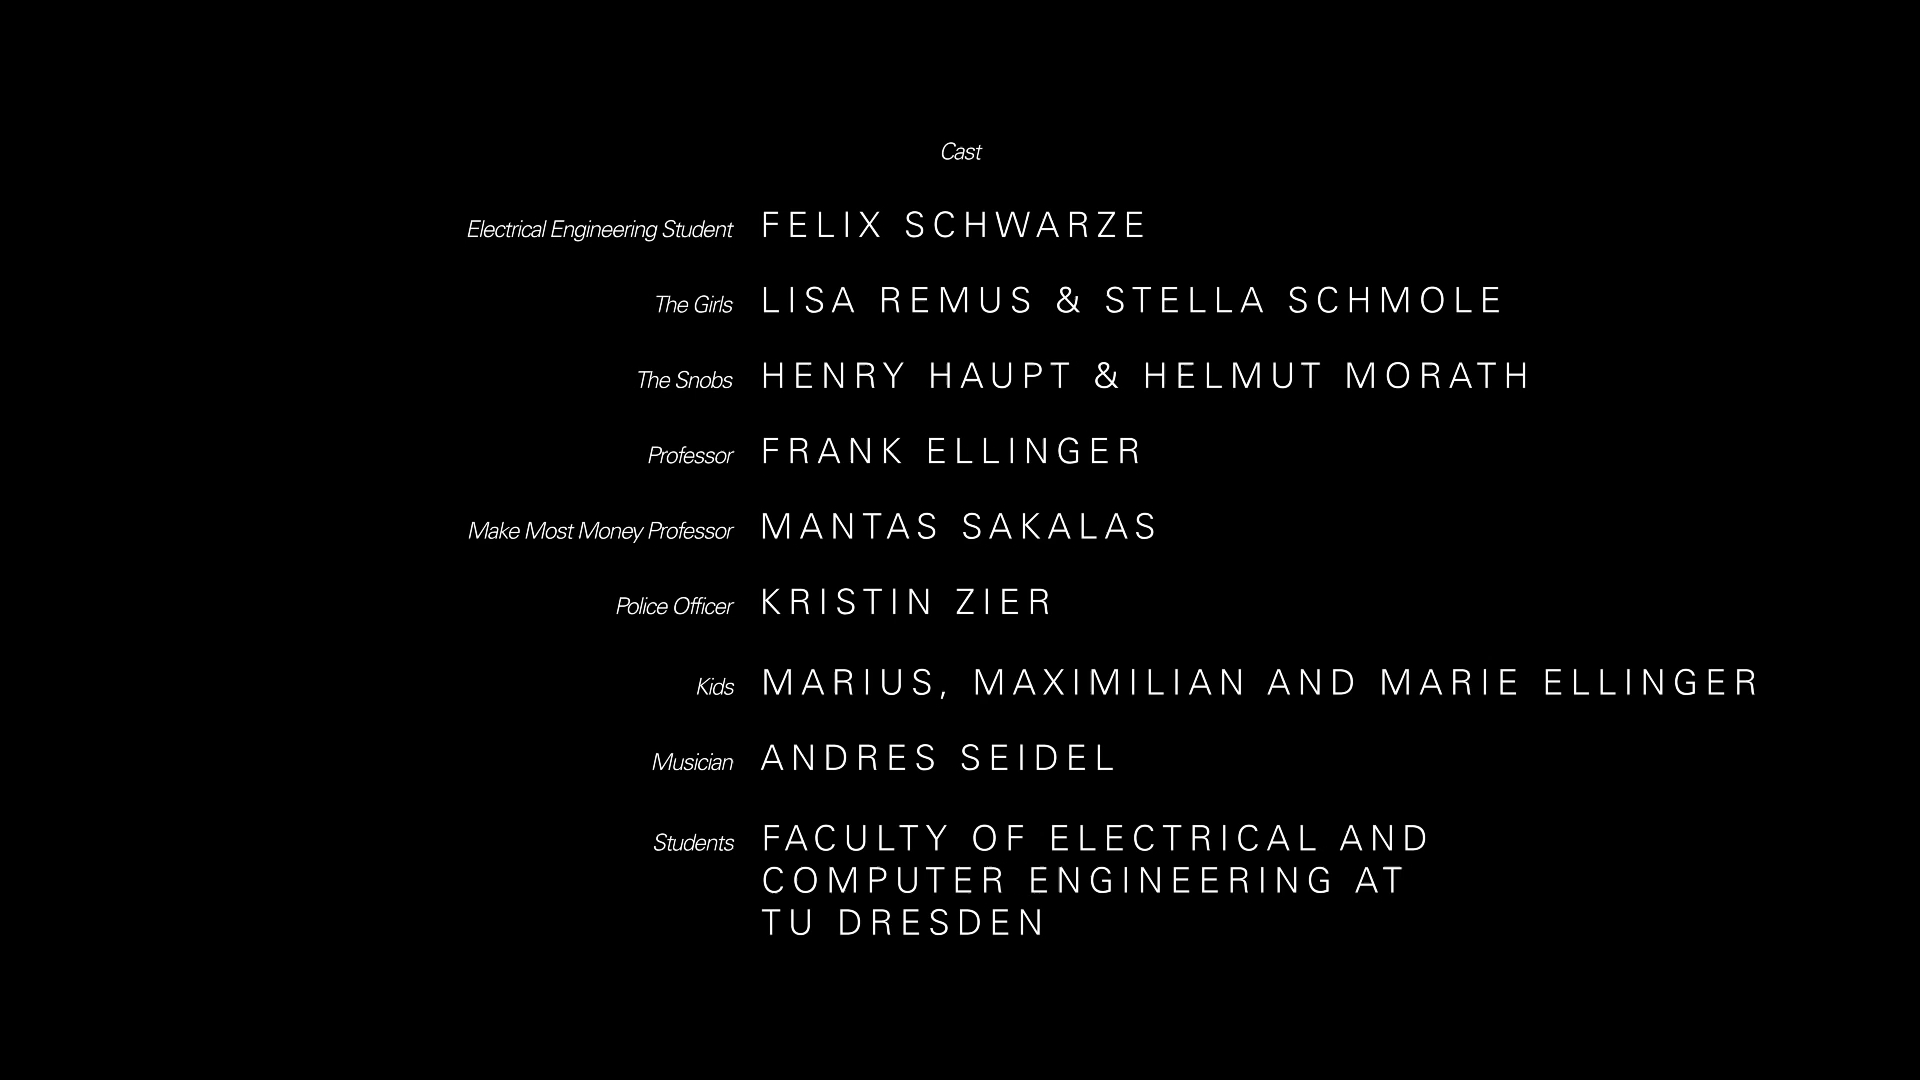 Cast
Electrical Engineering Student FELIX SCHWARZE
The Girls LISA REMUS & STELLA SCHMOLE
The Snobs HENRY HAUPT & HELMUT MORATH
Professor FRANK ELLINGER
Make Most Money Professor MANTAS SAKALAS
Police Officer KRISTIN ZIER
Kids MARIUS, MAXIMILIAN AND MARIE ELLINGER
Musician ANDRES SEIDEL
Students FACULTY OF ELECTRICAL AND
COMPUTER ENGINEERING AT
TU DRESDEN